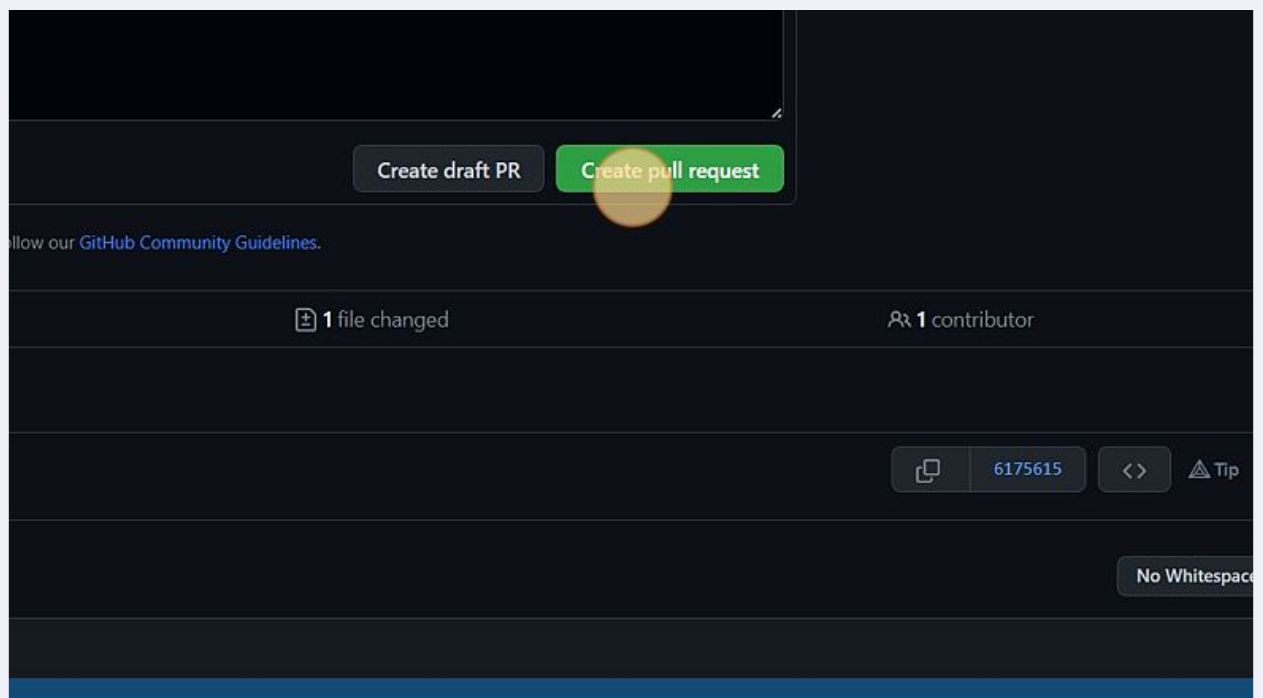 Create draft PR Create pull request
llow our GitHub Community Guidelines.
1 file changed 1 contributor
6175615 <> Tip
No Whitespace